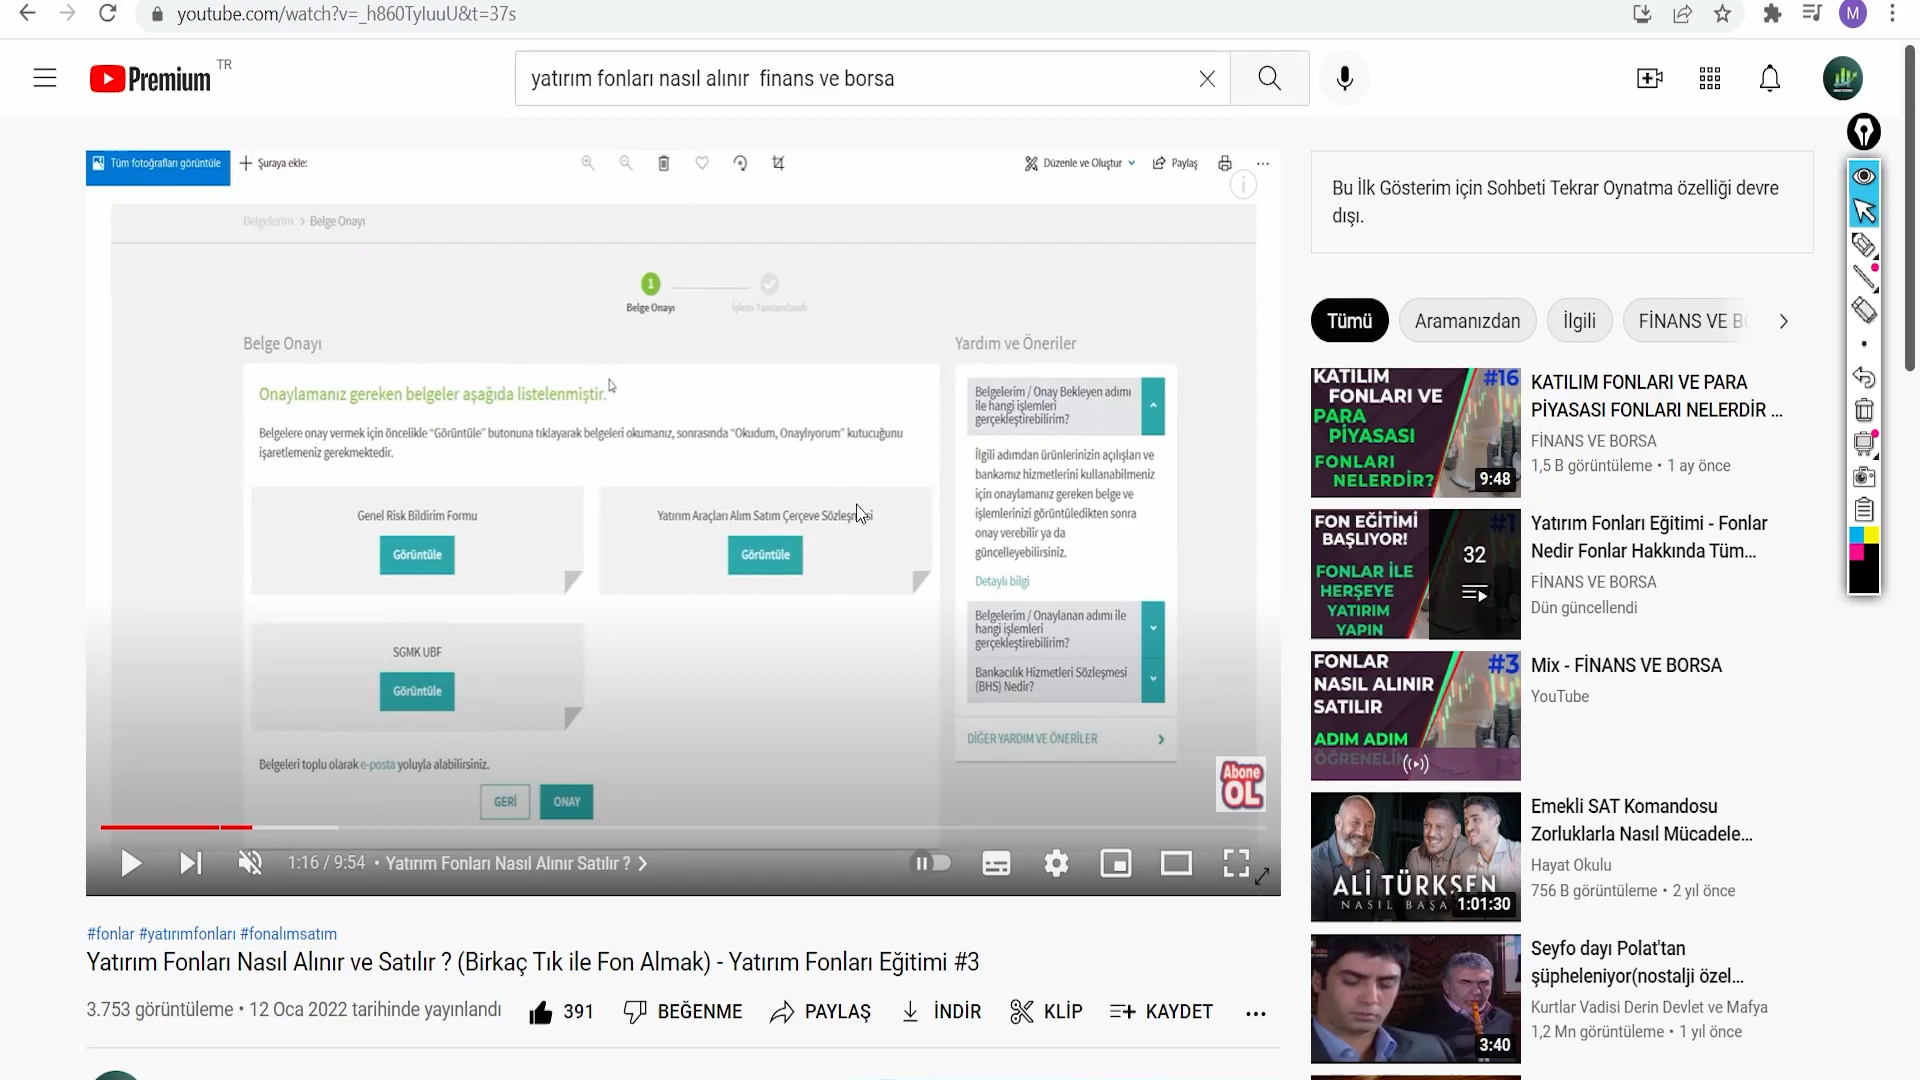 youtube.com/watch?v=_h860TyIuuU&t=37s
M
Premium
TR
yatırım fonları nasıl alınır finans ve borsa
Tüm fotoğrafları görüntüle
Şuraya ekle:
Düzenle ve Oluştur
Paylaş
Belgelerim > Belge Onayı
1
Belge Onayı
İşlem Tamamlandı
Belge Onayı
Onaylamanız gereken belgeler aşağıda listelenmiştir.
Belgelere onay vermek için öncelikle "Görüntüle" butonuna tıklayarak belgeleri okumanız, sonrasında "Okudum, Onaylıyorum" kutucuğunu
işaretlemeniz gerekmektedir.
Genel Risk Bildirim Formu
Görüntüle
Yatırım Araçları Alım Satım Çerçeve Sözleşmesi
Görüntüle
SGMK UBF
Görüntüle
Belgeleri toplu olarak e-posta yoluyla alabilirsiniz.
GERİ
ONAY
Yardım ve Öneriler
Belgelerim / Onay Bekleyen adımı
ile hangi işlemleri
gerçekleştirebilirim?
İlgili adımdan ürünlerinizin açılışları ve
bankamız hizmetlerini kullanabilmeniz
için onaylamanız gereken belge ve
işlemlerinizi görüntüledikten sonra
onay verebilir ya da
güncelleyebilirsiniz.
Detaylı bilgi
Belgelerim / Onaylanan adımı ile
hangi işlemleri
gerçekleştirebilirim?
Bankacılık Hizmetleri Sözleşmesi
(BHS) Nedir?
DİĞER YARDIM VE ÖNERİLER
Abone
OL
1:16 / 9:54 • Yatırım Fonları Nasıl Alınır Satılır ?
#fonlar #yatırımfonları #fonalımsatım
Yatırım Fonları Nasıl Alınır ve Satılır ? (Birkaç Tık ile Fon Almak) - Yatırım Fonları Eğitimi #3
3.753 görüntüleme • 12 Oca 2022 tarihinde yayınlandı
391
BEĞENME
PAYLAŞ
İNDİR
KLİP
KAYDET
Bu İlk Gösterim için Sohbeti Tekrar Oynatma özelliği devre
dışı.
Tümü
Aramanızdan
İlgili
FİNANS VE BO
KATILIM #16
FONLARI VE
PARA
PİYASASI
FONLARI
NELERDİR?
9:48
KATILIM FONLARI VE PARA
PİYASASI FONLARI NELERDİR ...
FİNANS VE BORSA
1,5 B görüntüleme • 1 ay önce
FON EĞİTİMİ #1
BAŞLIYOR!
FONLAR İLE
HERŞEYE
YATIRIM
YAPIN
32
Yatırım Fonları Eğitimi - Fonlar
Nedir Fonlar Hakkında Tüm...
FİNANS VE BORSA
Dün güncellendi
FONLAR #3
NASIL ALINIR
SATILIR
ADIM ADIM
ÖĞRENELİM
Mix - FİNANS VE BORSA
YouTube
ALİ TÜRKŞEN
NASIL BAŞA
1:01:30
Emekli SAT Komandosu
Zorluklarla Nasıl Mücadele...
Hayat Okulu
756 B görüntüleme • 2 yıl önce
3:40
Seyfo dayı Polat'tan
şüpheleniyor(nostalji özel...
Kurtlar Vadisi Derin Devlet ve Mafya
1,2 Mn görüntüleme • 1 yıl önce